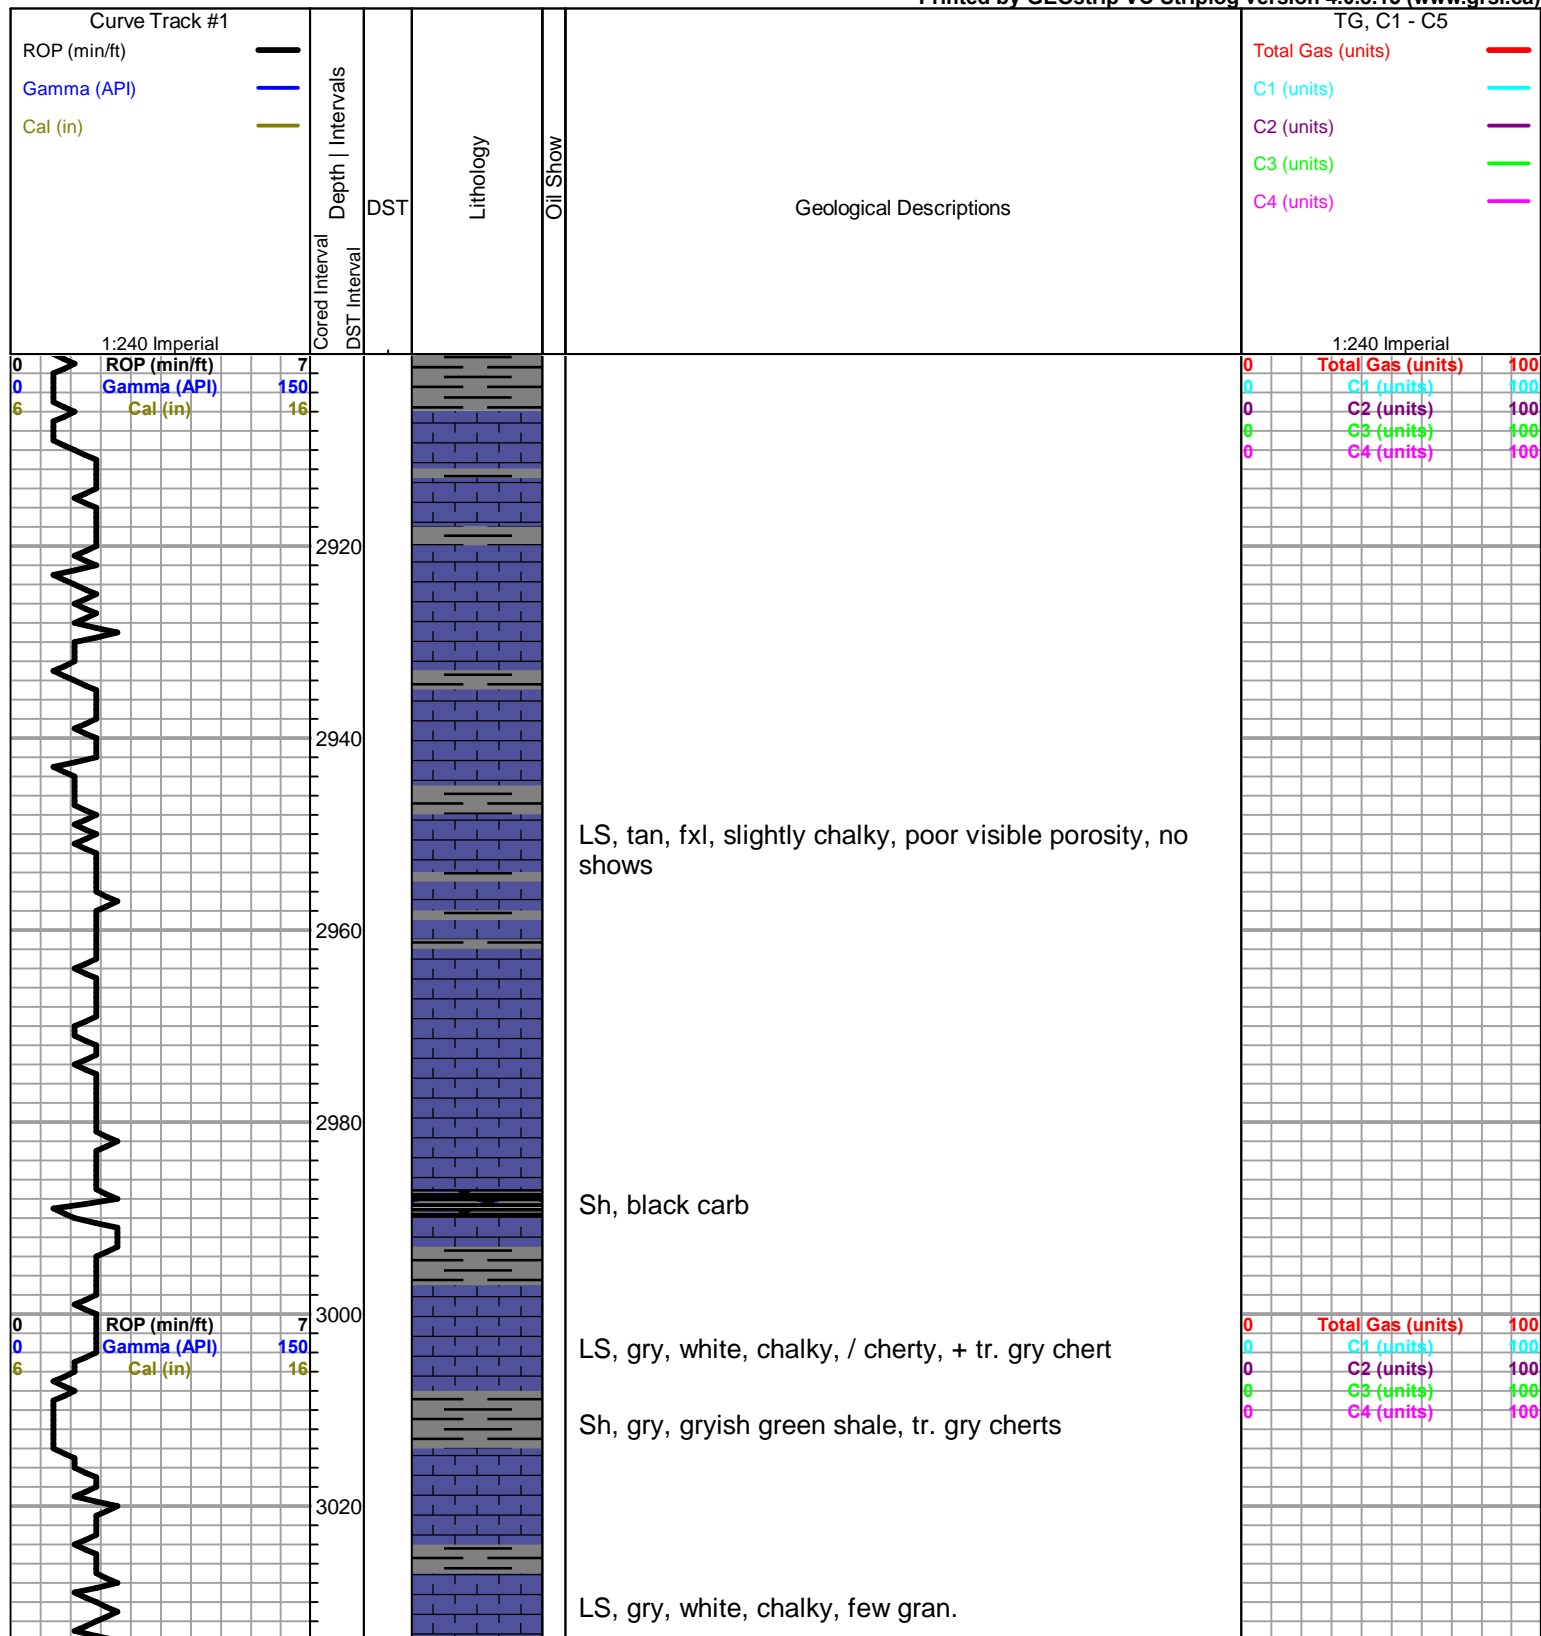 Curve Track #1
ROP (min/ft)
Gamma (API)
Cal (in)
1:240 Imperial
Cored Interval
Depth | Intervals
DST Interval
DST
Lithology
Oil Show
Geological Descriptions
TG, C1 - C5
Total Gas (units)
C1 (units)
C2 (units)
C3 (units)
C4 (units)
1:240 Imperial
0 ROP (min/ft) 7
0 Gamma (API) 150
6 Cal (in) 16
0 Total Gas (units) 100
0 C1 (units) 100
0 C2 (units) 100
0 C3 (units) 100
0 C4 (units) 100
2920
2940
LS, tan, fxl, slightly chalky, poor visible porosity, no
shows
2960
2980
Sh, black carb
3000
0 ROP (min/ft) 7
0 Gamma (API) 150
6 Cal (in) 16
LS, gry, white, chalky, / cherty, + tr. gry chert
0 Total Gas (units) 100
0 C1 (units) 100
0 C2 (units) 100
0 C3 (units) 100
0 C4 (units) 100
Sh, gry, gryish green shale, tr. gry cherts
3020
LS, gry, white, chalky, few gran.